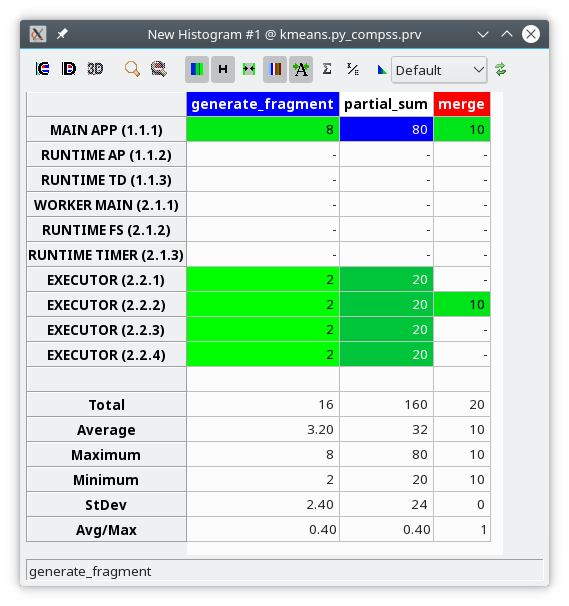 New Histogram #1 @ kmeans.py_compss.prv
3D Σ Σ/E Default
generate_fragment partial_sum merge
MAIN APP (1.1.1) 8 80 10
RUNTIME AP (1.1.2) - - -
RUNTIME TD (1.1.3) - - -
WORKER MAIN (2.1.1) - - -
RUNTIME FS (2.1.2) - - -
RUNTIME TIMER (2.1.3) - - -
EXECUTOR (2.2.1) 2 20 -
EXECUTOR (2.2.2) 2 20 10
EXECUTOR (2.2.3) 2 20 -
EXECUTOR (2.2.4) 2 20 -
Total 16 160 20
Average 3.20 32 10
Maximum 8 80 10
Minimum 2 20 10
StDev 2.40 24 0
Avg/Max 0.40 0.40 1
generate_fragment